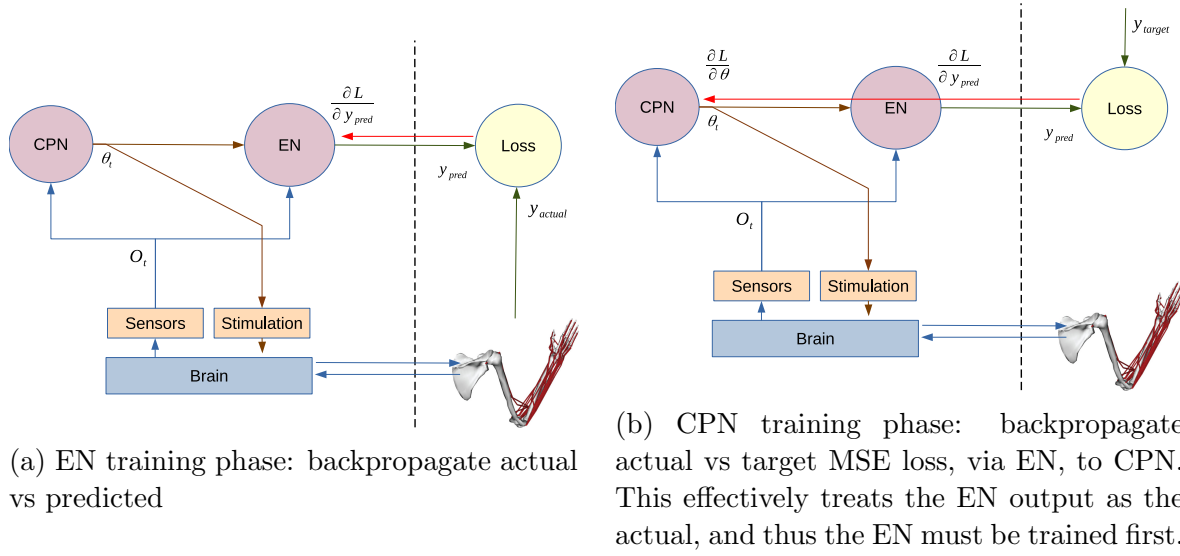 ∂L
∂y_pred
CPN
EN
Loss
θ_t
y_pred
y_actual
O_t
Sensors
Stimulation
Brain
(a) EN training phase: backpropagate actual
vs predicted
y_target
∂L
∂θ
∂L
∂y_pred
CPN
EN
Loss
θ_t
y_pred
O_t
Sensors
Stimulation
Brain
(b) CPN training phase: backpropagate
actual vs target MSE loss, via EN, to CPN.
This effectively treats the EN output as the
actual, and thus the EN must be trained first.